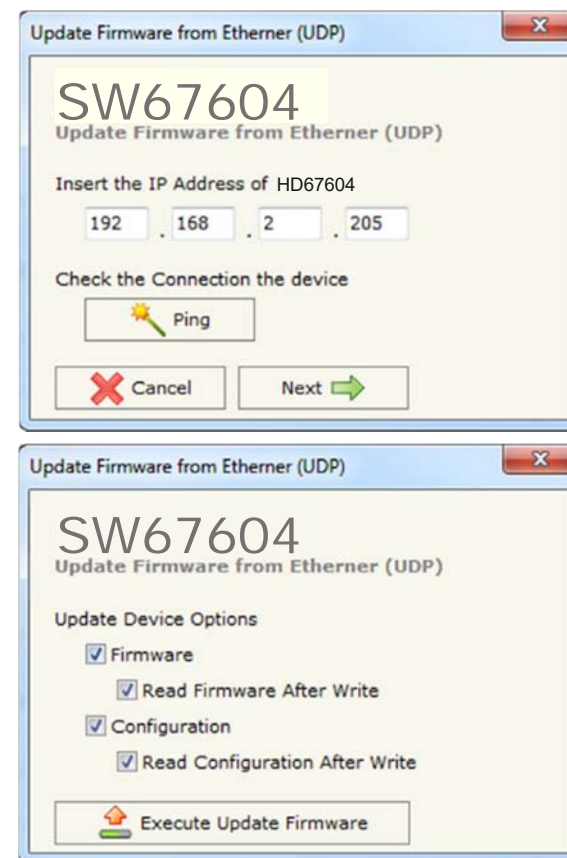 Update Firmware from Etherner (UDP)
SW67604
Update Firmware from Etherner (UDP)
Insert the IP Address of HD67604
192 . 168 . 2 . 205
Check the Connection the device
Ping
Cancel Next
Update Firmware from Etherner (UDP)
SW67604
Update Firmware from Etherner (UDP)
Update Device Options
Firmware
Read Firmware After Write
Configuration
Read Configuration After Write
Execute Update Firmware